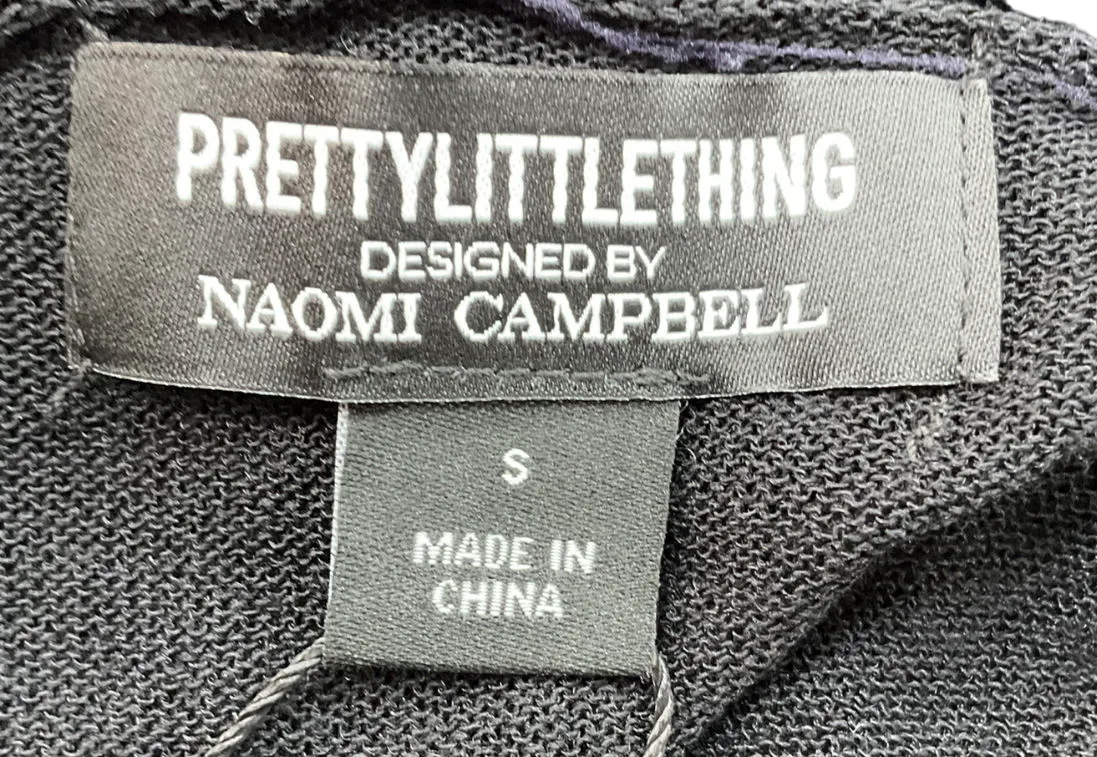 PRETTYLITTLETHING
DESIGNED BY
NAOMI CAMPBELL
S
MADE IN
CHINA